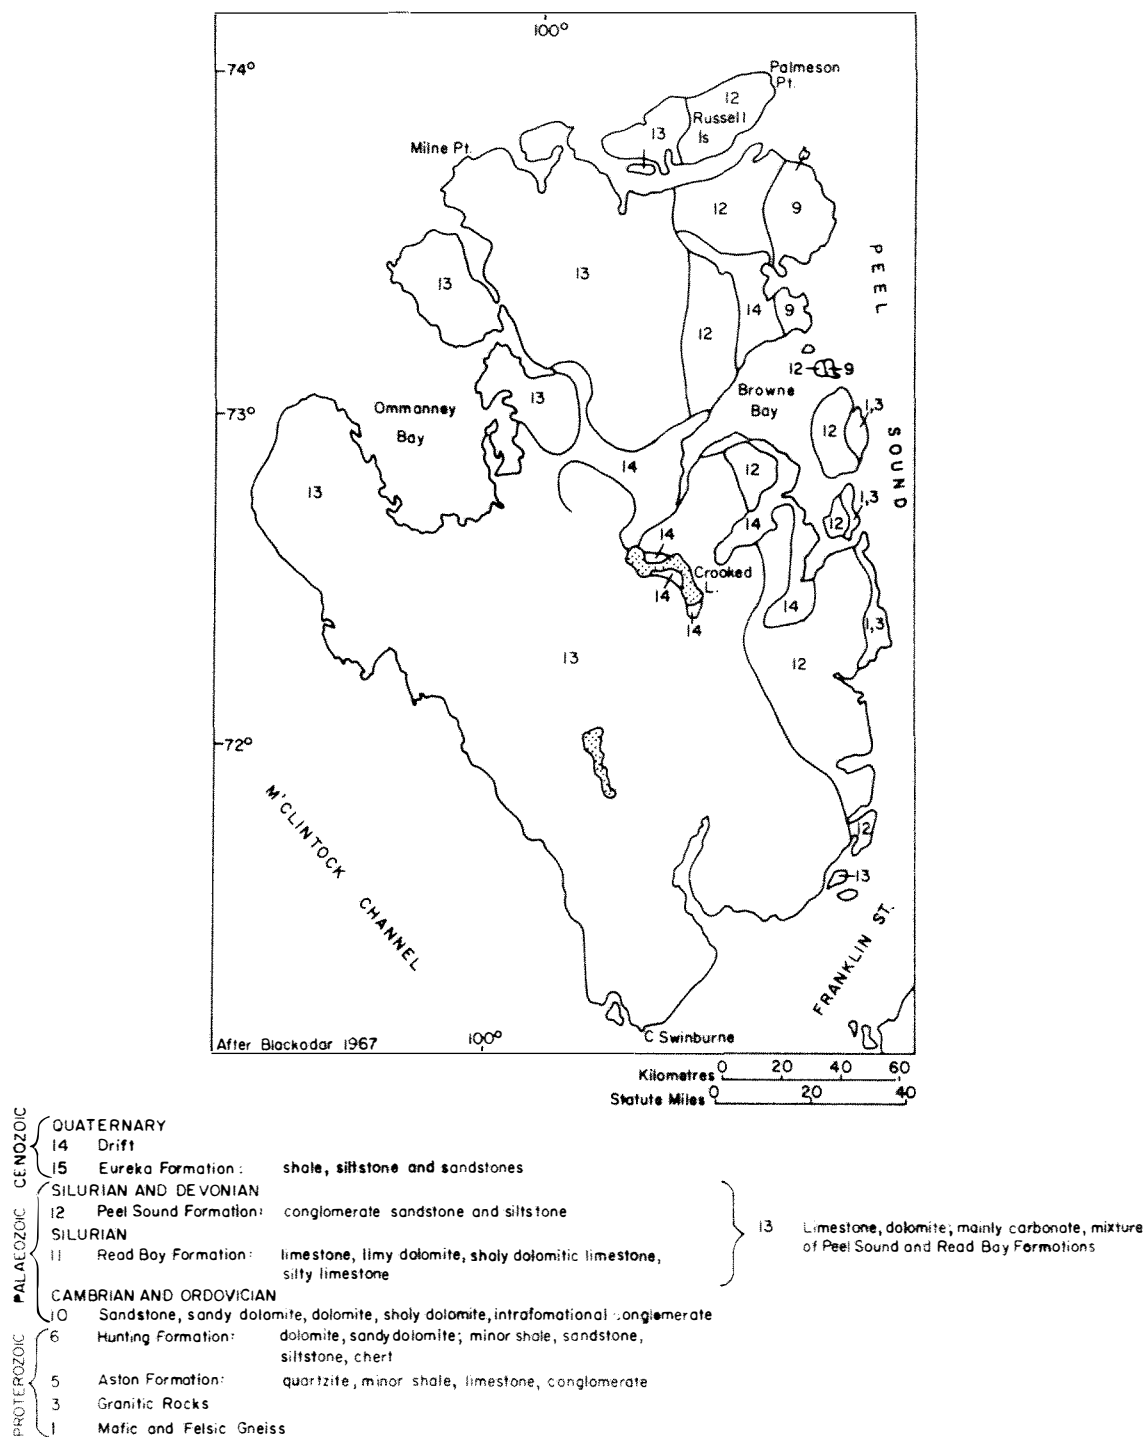 100°
74°
Palmeson
Pt.
12
Russell
Is
13
Milne Pt.
12
9
13
13
14
9
12
12 9
PEEL
SOUND
Browne
Bay
13
Ommanney
Bay
1,3
12
14
12
13
1,3
12
14
14
Crooked
L.
14
14
14
1,3
13
12
72°
73°
M'CLINTOCK CHANNEL
12
13
FRANKLIN ST.
After Blackodar 1967
100°
C Swinburne
Kilometres 0 20 40 60
Statute Miles 0 20 40
CENOZOIC
QUATERNARY
14 Drift
15 Eureka Formation: shale, siltstone and sandstones
PALAEOZOIC
SILURIAN AND DEVONIAN
12 Peel Sound Formation: conglomerate sandstone and siltstone
SILURIAN
11 Read Bay Formation: limestone, limy dolomite, shaly dolomitic limestone,
silty limestone
13 Limestone, dolomite; mainly carbonate, mixture
of Peel Sound and Read Bay Formations
CAMBRIAN AND ORDOVICIAN
10 Sandstone, sandy dolomite, dolomite, shaly dolomite, intrafomational conglomerate
PROTEROZOIC
6 Hunting Formation: dolomite, sandy dolomite; minor shale, sandstone,
siltstone, chert
5 Aston Formation: quartzite, minor shale, limestone, conglomerate
3 Granitic Rocks
1 Mafic and Felsic Gneiss